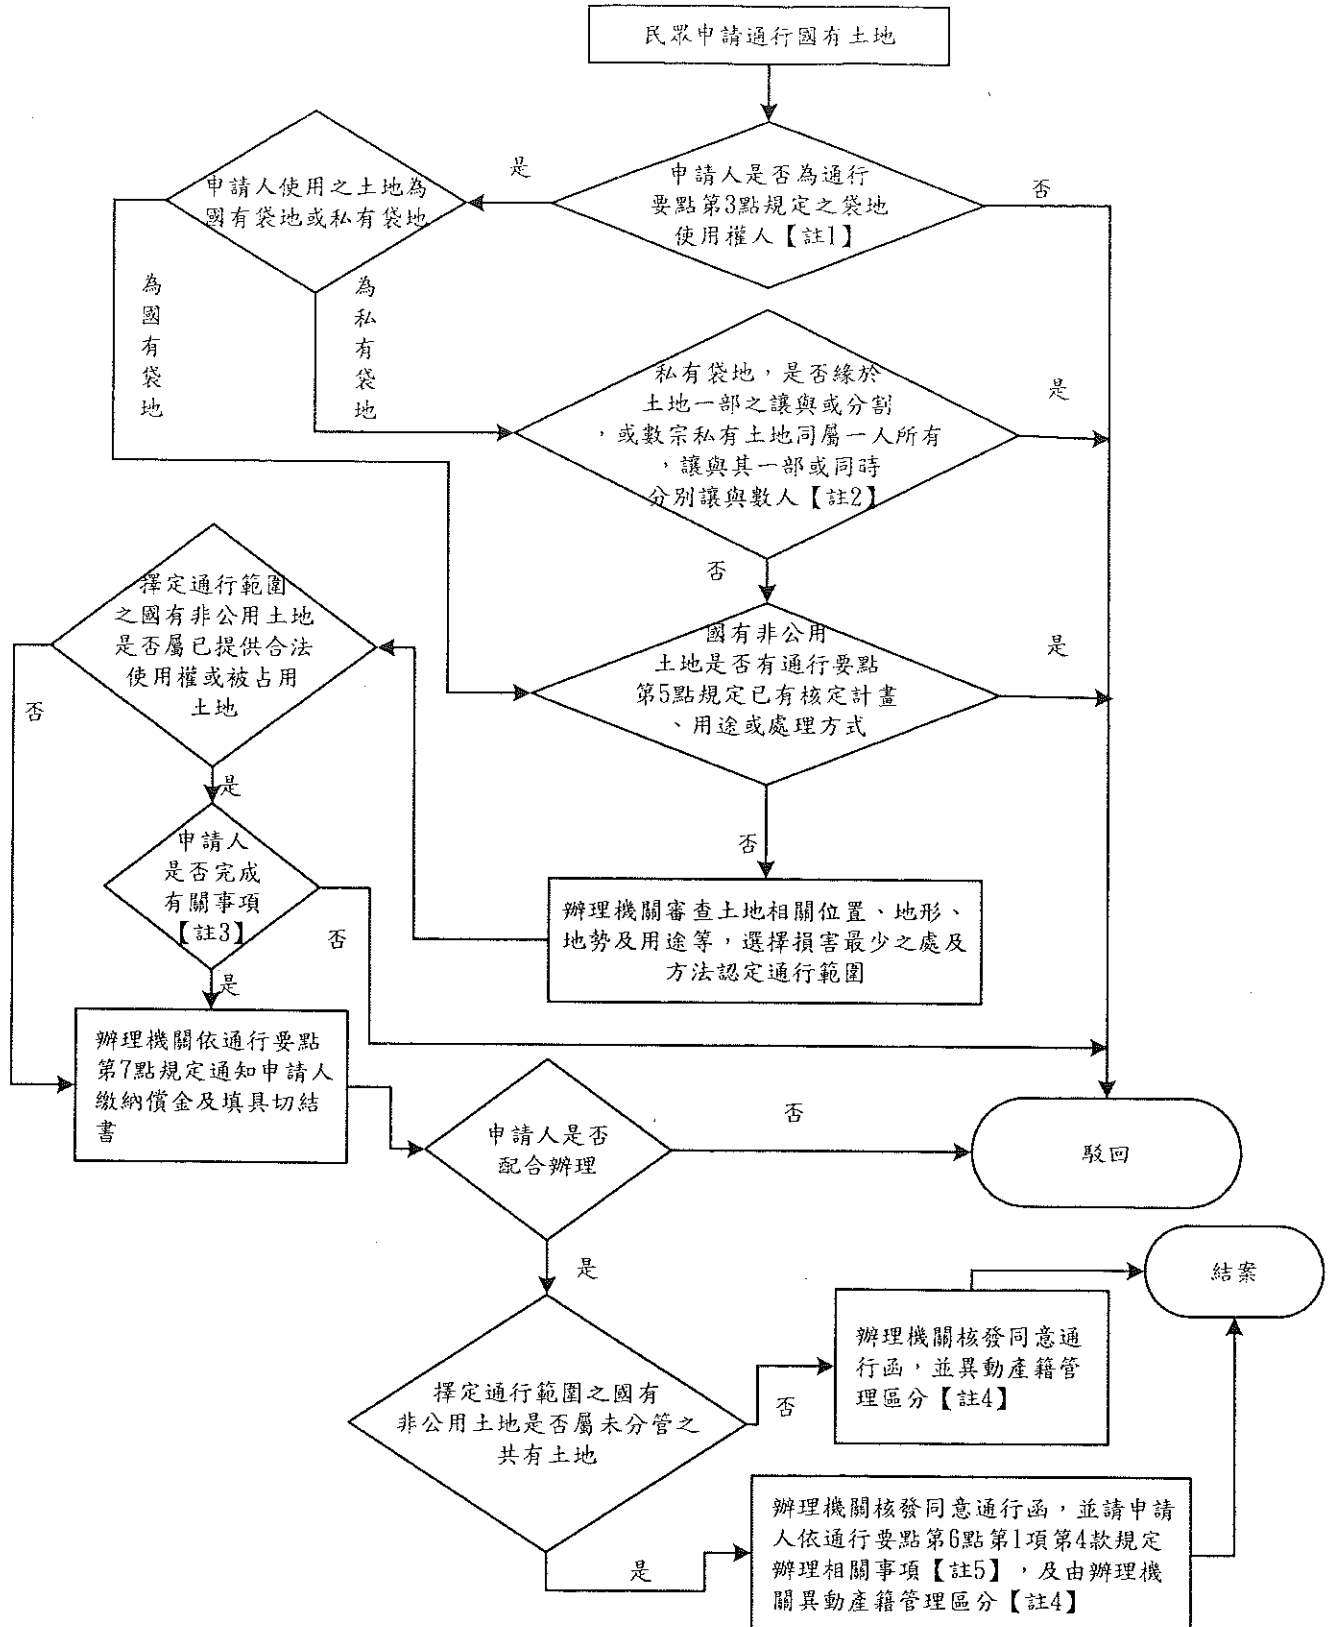 民眾申請通行國有土地
申請人是否為通行
要點第3點規定之袋地
使用權人【註1】
是
否
申請人使用之土地為
國有袋地或私有袋地
為國有袋地
為私有袋地
私有袋地，是否緣於
土地一部之讓與或分割
，或數宗私有土地同屬一人所有
，讓與其一部或同時
分別讓與數人【註2】
是
否
國有非公用
土地是否有通行要點
第5點規定已有核定計畫
、用途或處理方式
是
否
辦理機關審查土地相關位置、地形、
地勢及用途等，選擇損害最少之處及
方法認定通行範圍
擇定通行範圍
之國有非公用土地
是否屬已提供合法
使用權或被占用
土地
否
是
申請人
是否完成
有關事項
【註3】
否
是
辦理機關依通行要點
第7點規定通知申請人
繳納償金及填具切結
書
申請人是否
配合辦理
否
駁回
是
擇定通行範圍之國有
非公用土地是否屬未分管之
共有土地
否
辦理機關核發同意通
行函，並異動產籍管
理區分【註4】
結案
是
辦理機關核發同意通行函，並請申請
人依通行要點第6點第1項第4款規定
辦理相關事項【註5】，及由辦理機
關異動產籍管理區分【註4】